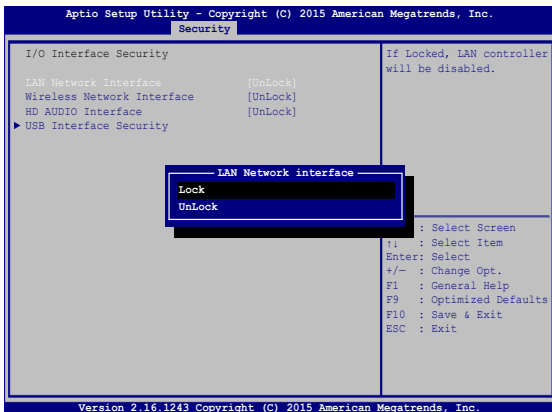 Aptio Setup Utility - Copyright (C) 2015 American Megatrends, Inc.
Security
I/O Interface Security
LAN Network Interface [UnLock]
Wireless Network Interface [UnLock]
HD AUDIO Interface [UnLock]
USB Interface Security
If Locked, LAN controller
will be disabled.
LAN Network interface
Lock
UnLock
: Select Screen
↑↓ : Select Item
Enter: Select
+/— : Change Opt.
F1 : General Help
F9 : Optimized Defaults
F10 : Save & Exit
ESC : Exit
Version 2.16.1243 Copyright (C) 2015 American Megatrends, Inc.